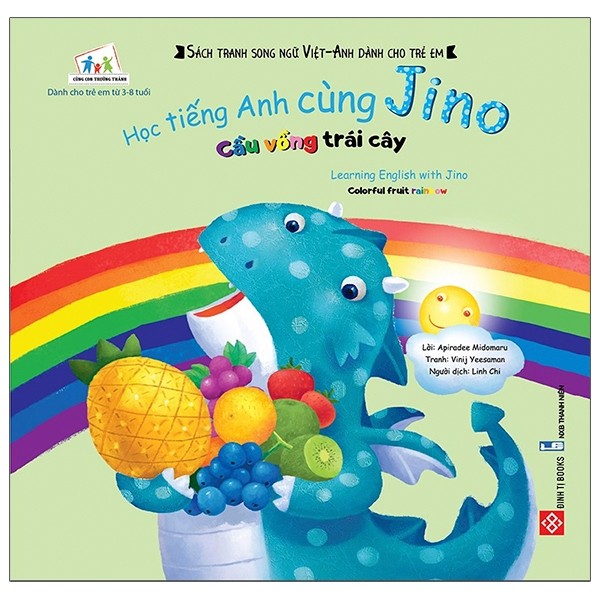 SÁCH TRANH SONG NGỮ VIỆT-ANH DÀNH CHO TRẺ EM
CÙNG CON TRƯỞNG THÀNH
Dành cho trẻ em từ 3-8 tuổi
Học tiếng Anh cùng Jino
Cầu vồng trái cây
Learning English with Jino
Colorful fruit rainbow
Lời: Apiradee Midomaru
Tranh: Vinij Yeesaman
Người dịch: Linh Chi
ĐINH TỊ BOOKS
NXB THANH NIÊN